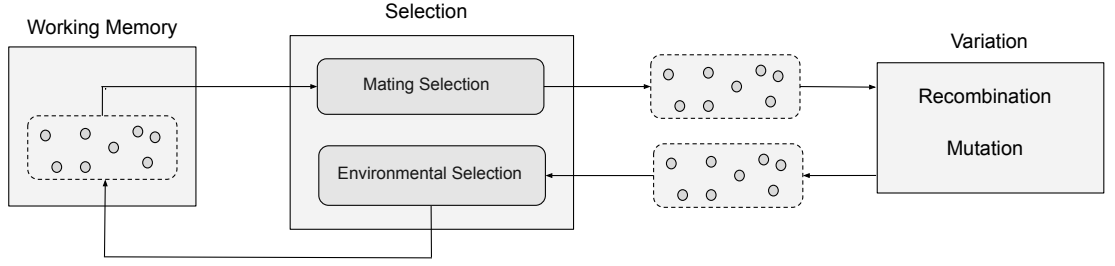 Working Memory
Selection
Variation
Mating Selection
Environmental Selection
Recombination
Mutation